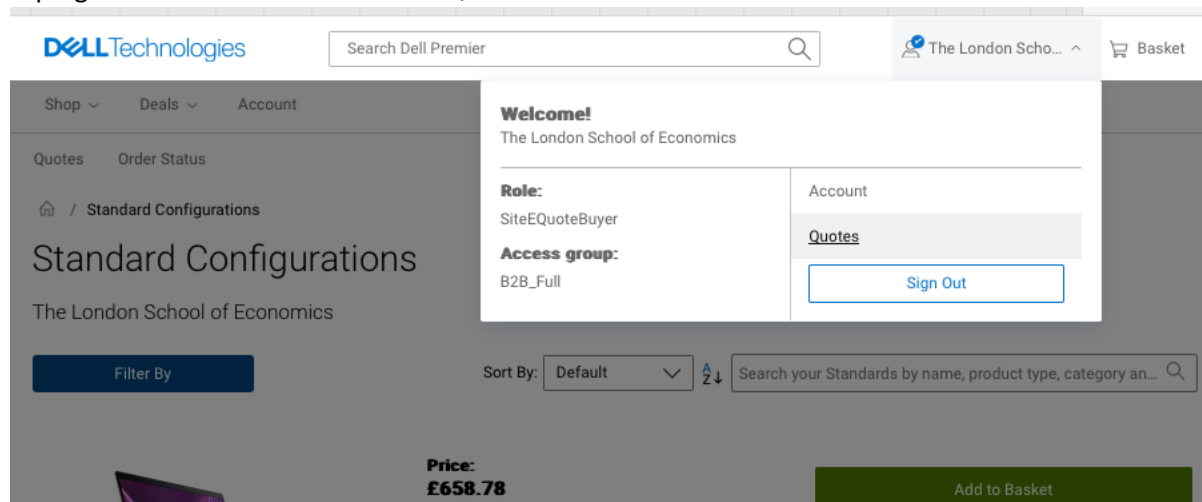 DELLTechnologies
Search Dell Premier
The London Scho...
Basket
Shop
Deals
Account
Welcome!
The London School of Economics
Quotes
Order Status
Role:
SiteEQuoteBuyer
Access group:
B2B_Full
Account
Quotes
Sign Out
/ Standard Configurations
Standard Configurations
The London School of Economics
Filter By
Sort By:
Default
A
Z
Search your Standards by name, product type, category an...
Price:
£658.78
Add to Basket